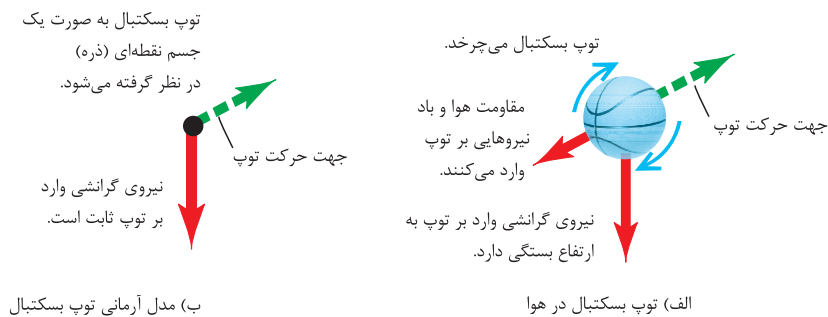 توپ بسکتبال می‌چرخد.
مقاومت هوا و باد
نیروهایی بر توپ
وارد می‌کنند.
جهت حرکت توپ
نیروی گرانشی وارد بر توپ به
ارتفاع بستگی دارد.
الف) توپ بسکتبال در هوا
توپ بسکتبال به صورت یک
جسم نقطه‌ای (ذره)
در نظر گرفته می‌شود.
جهت حرکت توپ
نیروی گرانشی وارد
بر توپ ثابت است.
ب) مدل آرمانی توپ بسکتبال